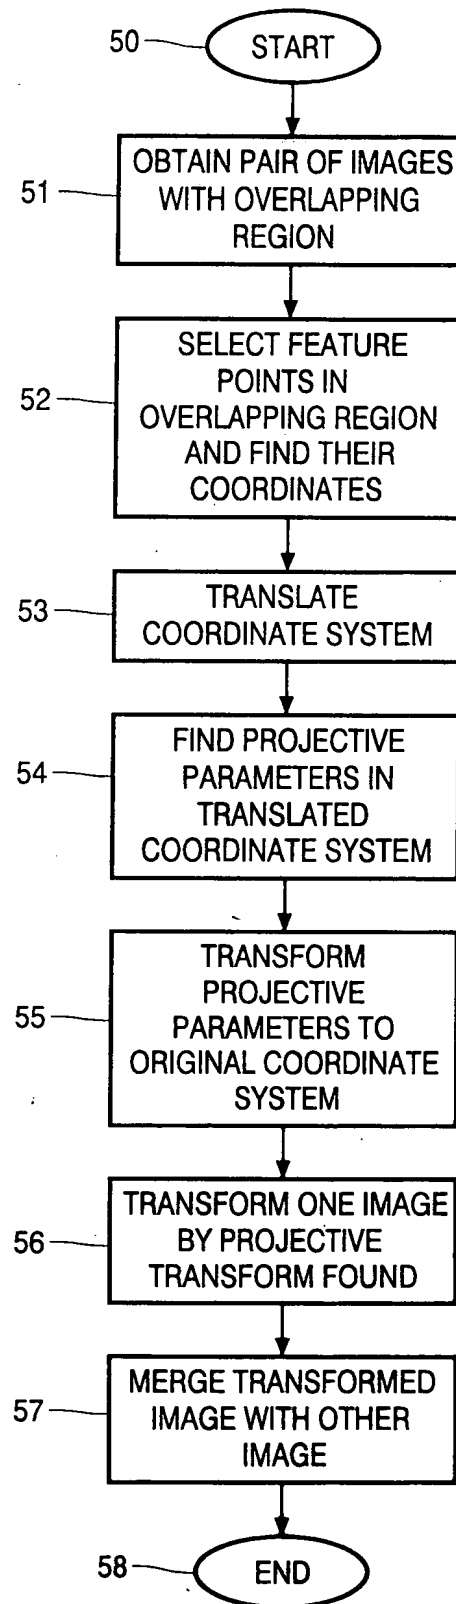 50
START
51
OBTAIN PAIR OF IMAGES
WITH OVERLAPPING
REGION
52
SELECT FEATURE
POINTS IN
OVERLAPPING REGION
AND FIND THEIR
COORDINATES
53
TRANSLATE
COORDINATE SYSTEM
54
FIND PROJECTIVE
PARAMETERS IN
TRANSLATED
COORDINATE SYSTEM
55
TRANSFORM
PROJECTIVE
PARAMETERS TO
ORIGINAL COORDINATE
SYSTEM
56
TRANSFORM ONE IMAGE
BY PROJECTIVE
TRANSFORM FOUND
57
MERGE TRANSFORMED
IMAGE WITH OTHER
IMAGE
58
END